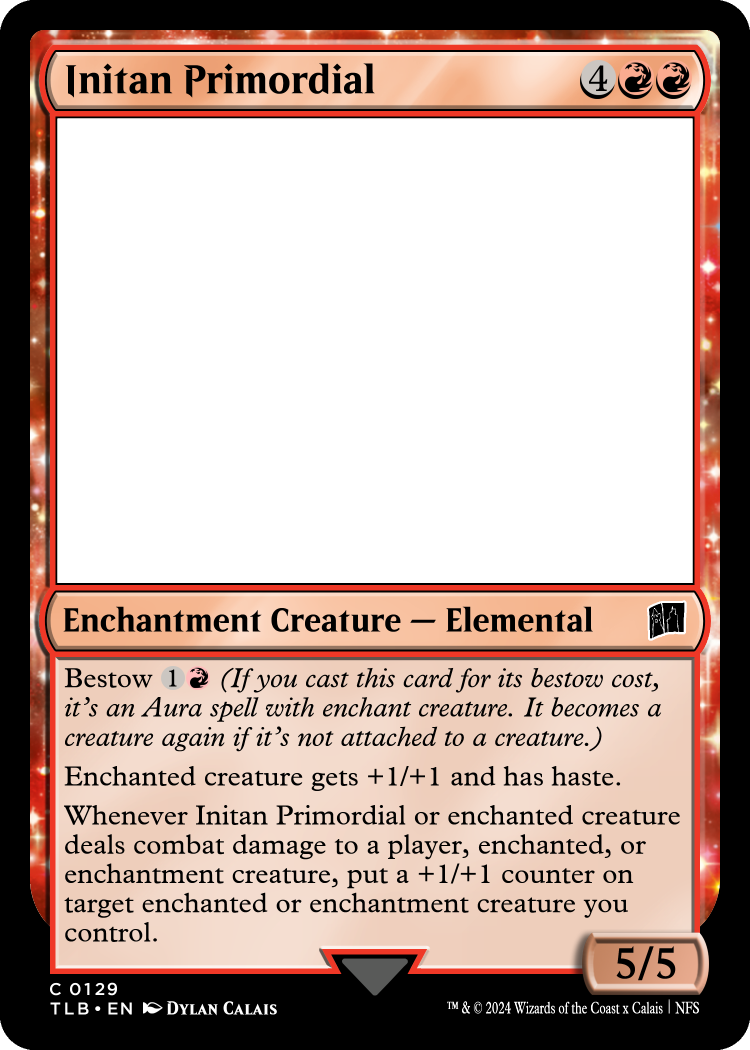 Initan Primordial 4
Enchantment Creature — Elemental
Bestow 1 (If you cast this card for its bestow cost,
it's an Aura spell with enchant creature. It becomes a
creature again if it's not attached to a creature.)
Enchanted creature gets +1/+1 and has haste.
Whenever Initan Primordial or enchanted creature
deals combat damage to a player, enchanted, or
enchantment creature, put a +1/+1 counter on
target enchanted or enchantment creature you
control.
5/5
C 0129
TLB • EN DYLAN CALAIS
™ & © 2024 Wizards of the Coast x Calais | NFS